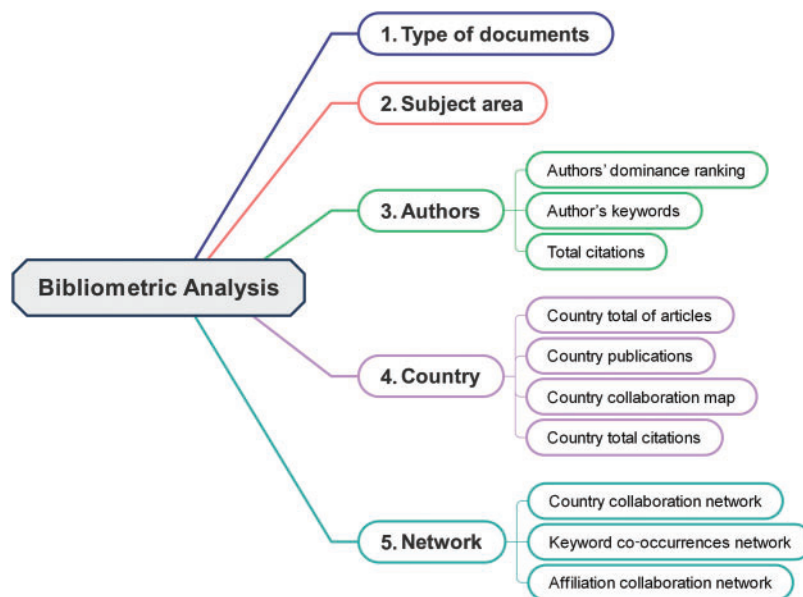 1. Type of documents
2. Subject area
Authors' dominance ranking
3. Authors
Author's keywords
Total citations
Bibliometric Analysis
Country total of articles
Country publications
4. Country
Country collaboration map
Country total citations
Country collaboration network
5. Network
Keyword co-occurrences network
Affiliation collaboration network